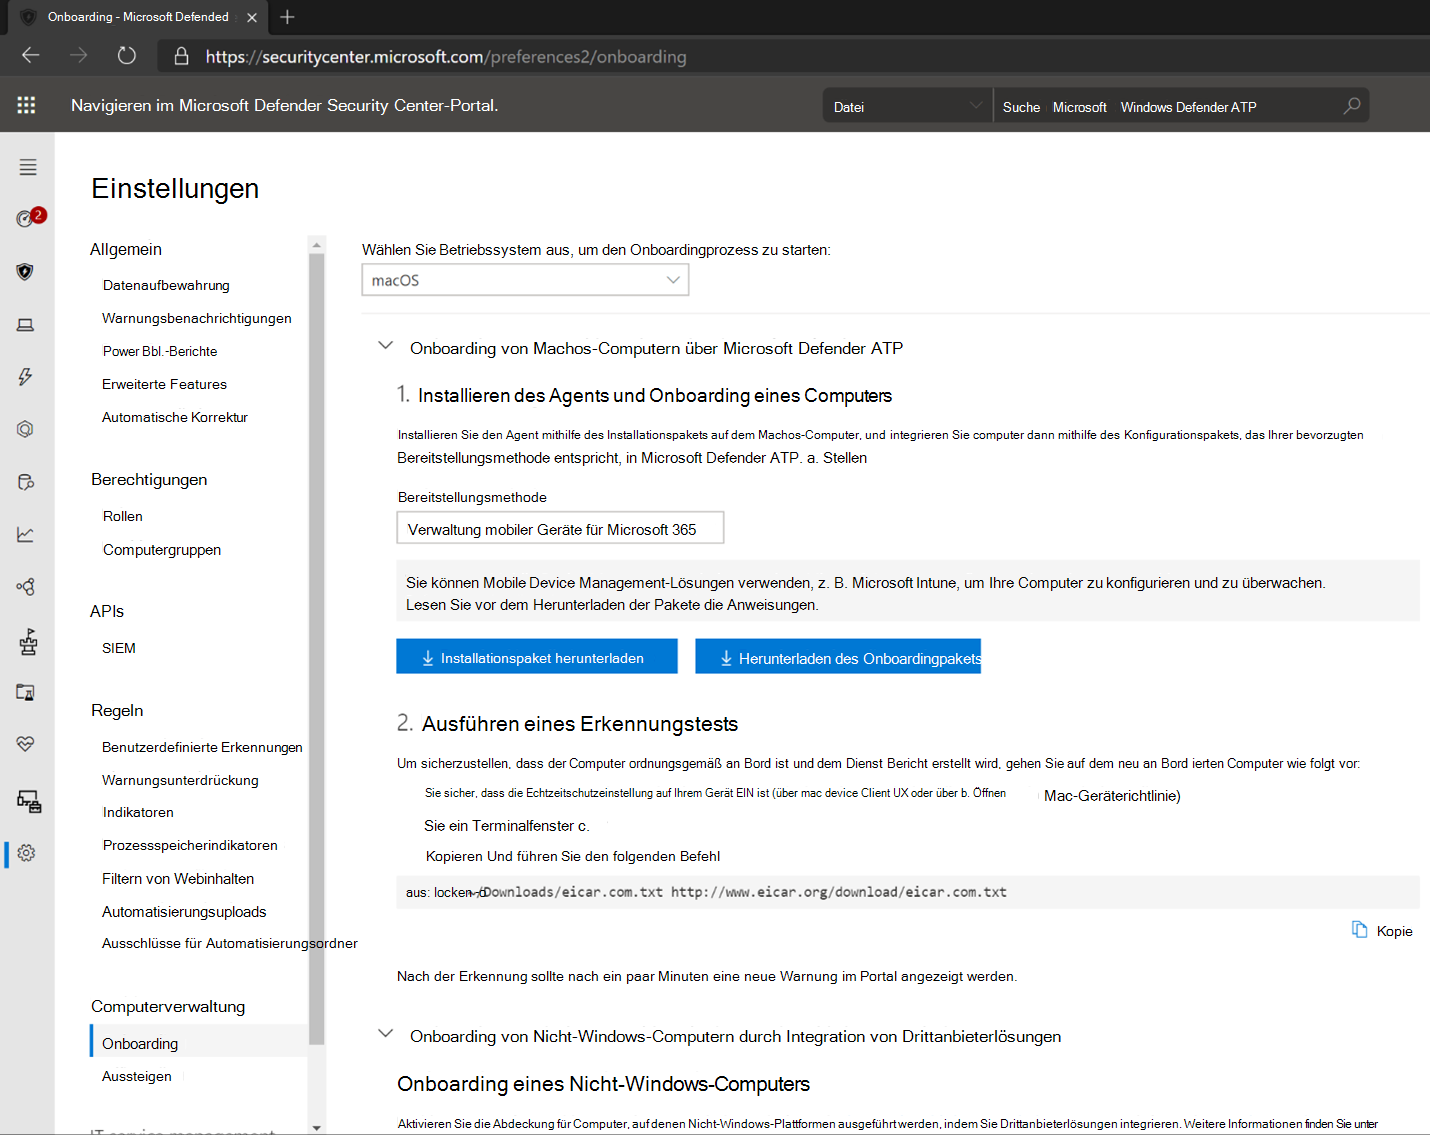 Onboarding - Microsoft Defended
https://securitycenter.microsoft.com/preferences2/onboarding
Navigieren im Microsoft Defender Security Center-Portal.
Datei
Suche Microsoft Windows Defender ATP
2
Einstellungen
Allgemein
Datenaufbewahrung
Warnungsbenachrichtigungen
Power Bbl.-Berichte
Erweiterte Features
Automatische Korrektur
Berechtigungen
Rollen
Computergruppen
APIs
SIEM
Regeln
Benutzerdefinierte Erkennungen
Warnungsunterdrückung
Indikatoren
Prozessspeicherindikatoren
Filtern von Webinhalten
Automatisierungsuploads
Ausschlüsse für Automatisierungsordner
Computerverwaltung
Onboarding
Aussteigen
IT service management
Wählen Sie Betriebssystem aus, um den Onboardingprozess zu starten:
macOS
Onboarding von Machos-Computern über Microsoft Defender ATP
1. Installieren des Agents und Onboarding eines Computers
Installieren Sie den Agent mithilfe des Installationspakets auf dem Machos-Computer, und integrieren Sie computer dann mithilfe des Konfigurationspakets, das Ihrer bevorzugten
Bereitstellungsmethode entspricht, in Microsoft Defender ATP. a. Stellen
Bereitstellungsmethode
Verwaltung mobiler Geräte für Microsoft 365
Sie können Mobile Device Management-Lösungen verwenden, z. B. Microsoft Intune, um Ihre Computer zu konfigurieren und zu überwachen.
Lesen Sie vor dem Herunterladen der Pakete die Anweisungen.
Installationspaket herunterladen
Herunterladen des Onboardingpakets
2. Ausführen eines Erkennungstests
Um sicherzustellen, dass der Computer ordnungsgemäß an Bord ist und dem Dienst Bericht erstellt wird, gehen Sie auf dem neu an Bord ierten Computer wie folgt vor:
Sie sicher, dass die Echtzeitschutzeinstellung auf Ihrem Gerät EIN ist (über mac device Client UX oder über b. Öffnen Mac-Geräterichtlinie)
Sie ein Terminalfenster c.
Kopieren Und führen Sie den folgenden Befehl
aus: locken -o ~/Downloads/eicar.com.txt http://www.eicar.org/download/eicar.com.txt
Kopie
Nach der Erkennung sollte nach ein paar Minuten eine neue Warnung im Portal angezeigt werden.
Onboarding von Nicht-Windows-Computern durch Integration von Drittanbieterlösungen
Onboarding eines Nicht-Windows-Computers
Aktivieren Sie die Abdeckung für Computer, auf denen Nicht-Windows-Plattformen ausgeführt werden, indem Sie Drittanbieterlösungen integrieren. Weitere Informationen finden Sie unter